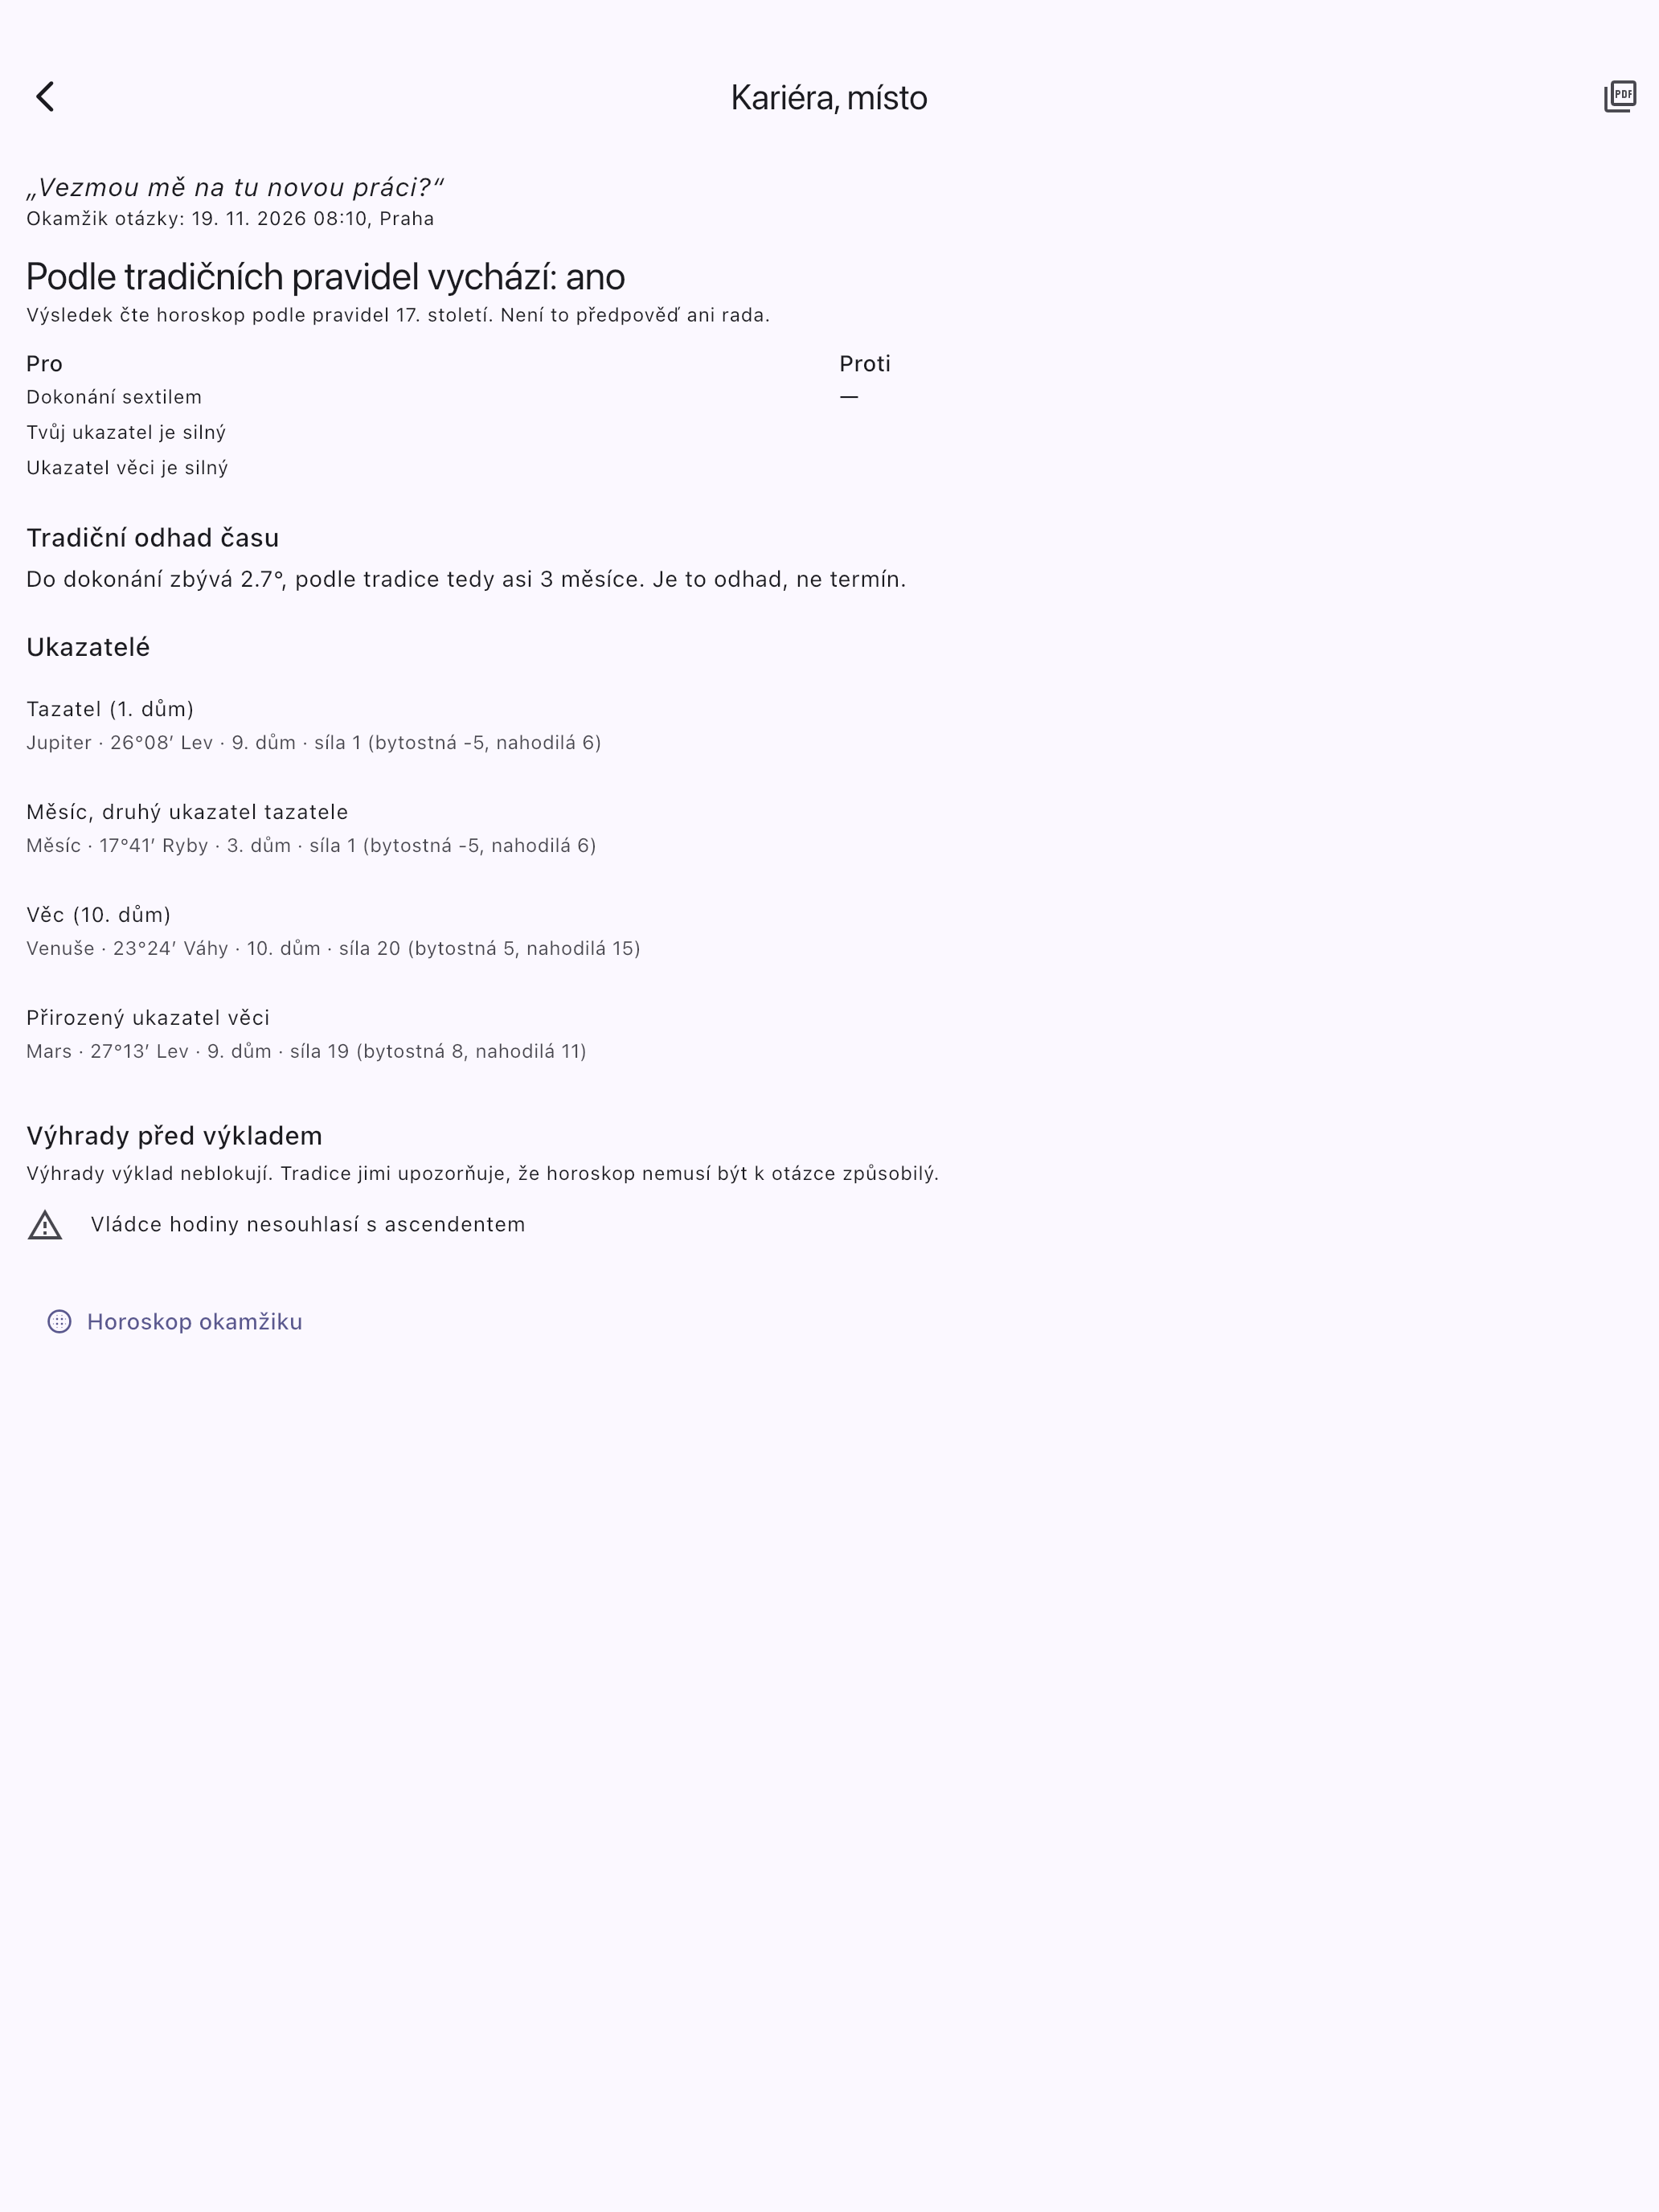 Kariéra, místo
PDF
„Vezmou mě na tu novou práci?“
Okamžik otázky: 19. 11. 2026 08:10, Praha
Podle tradičních pravidel vychází: ano
Výsledek čte horoskop podle pravidel 17. století. Není to předpověď ani rada.
Pro
Dokonání sextilem
Tvůj ukazatel je silný
Ukazatel věci je silný
Proti
—
Tradiční odhad času
Do dokonání zbývá 2.7°, podle tradice tedy asi 3 měsíce. Je to odhad, ne termín.
Ukazatelé
Tazatel (1. dům)
Jupiter · 26°08′ Lev · 9. dům · síla 1 (bytostná -5, nahodilá 6)
Měsíc, druhý ukazatel tazatele
Měsíc · 17°41′ Ryby · 3. dům · síla 1 (bytostná -5, nahodilá 6)
Věc (10. dům)
Venuše · 23°24′ Váhy · 10. dům · síla 20 (bytostná 5, nahodilá 15)
Přirozený ukazatel věci
Mars · 27°13′ Lev · 9. dům · síla 19 (bytostná 8, nahodilá 11)
Výhrady před výkladem
Výhrady výklad neblokují. Tradice jimi upozorňuje, že horoskop nemusí být k otázce způsobilý.
Vládce hodiny nesouhlasí s ascendentem
Horoskop okamžiku